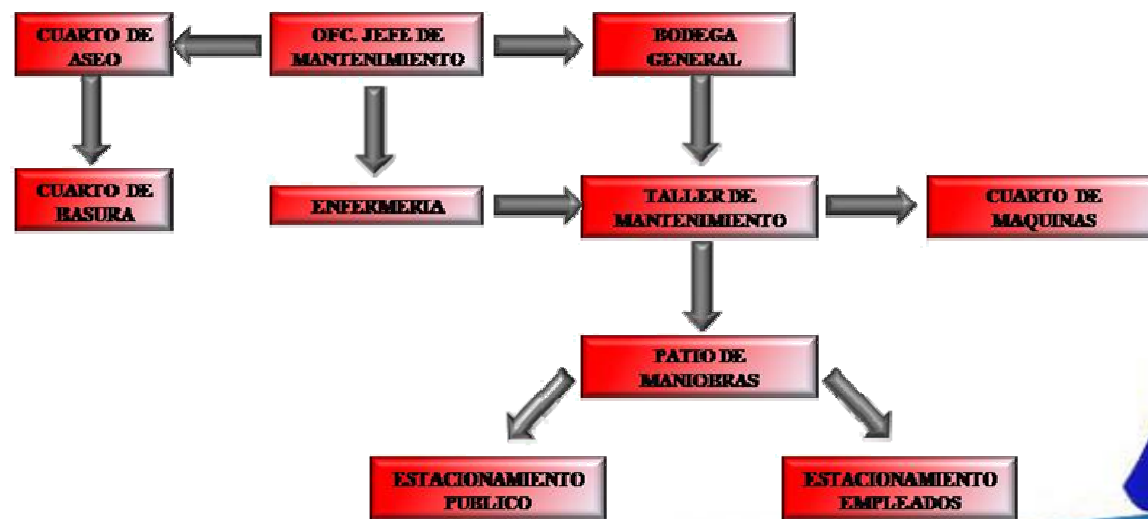 CUARTO DE
ASEO
OFC. JEFE DE
MANTENIMIENTO
BODEGA
GENERAL
CUARTO DE
BASURA
ENFERMERIA
TALLER DE
MANTENIMIENTO
CUARTO DE
MAQUINAS
PATIO DE
MANIOBRAS
ESTACIONAMIENTO
PUBLICO
ESTACIONAMIENTO
EMPLEADOS